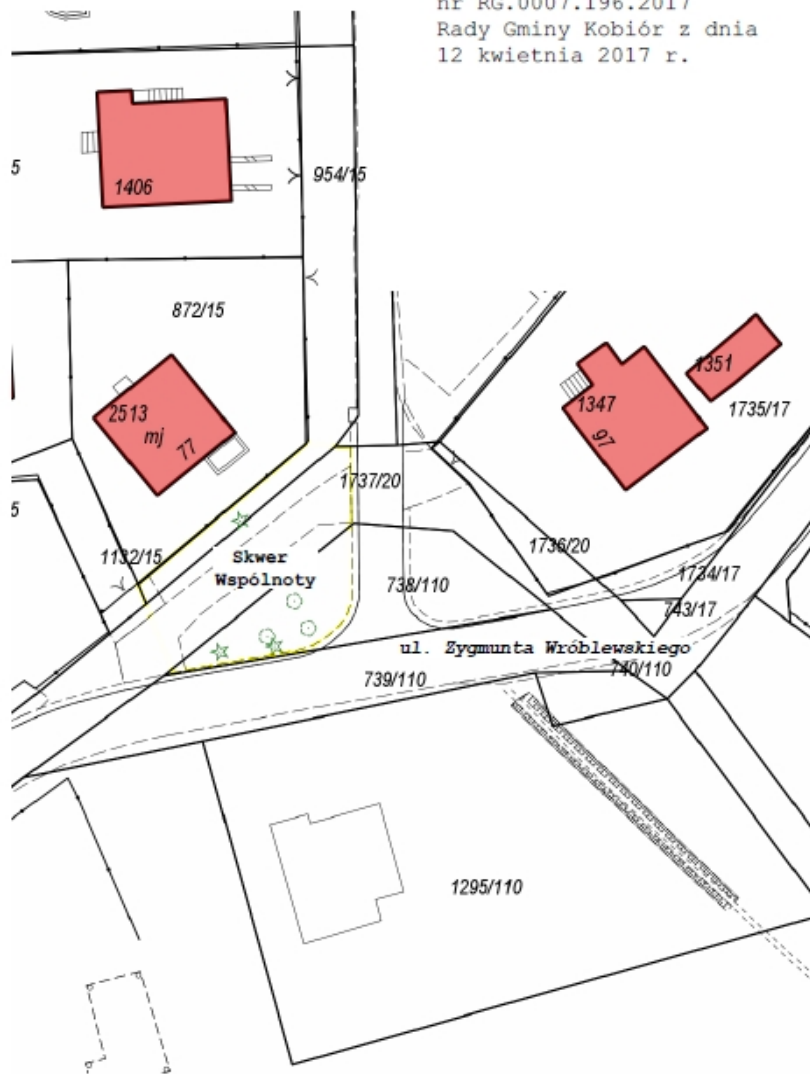 nr RG.0007.196.2017
Rady Gminy Kobiór z dnia
12 kwietnia 2017 r.
5
1406
954/15
872/15
2513
mj
77
1351
1347
97
1735/17
5
1737/20
1132/15
Skwer
Wspólnoty
1736/20
738/110
1734/17
743/17
ul. Zygmunta Wróblewskiego
740/110
739/110
1295/110